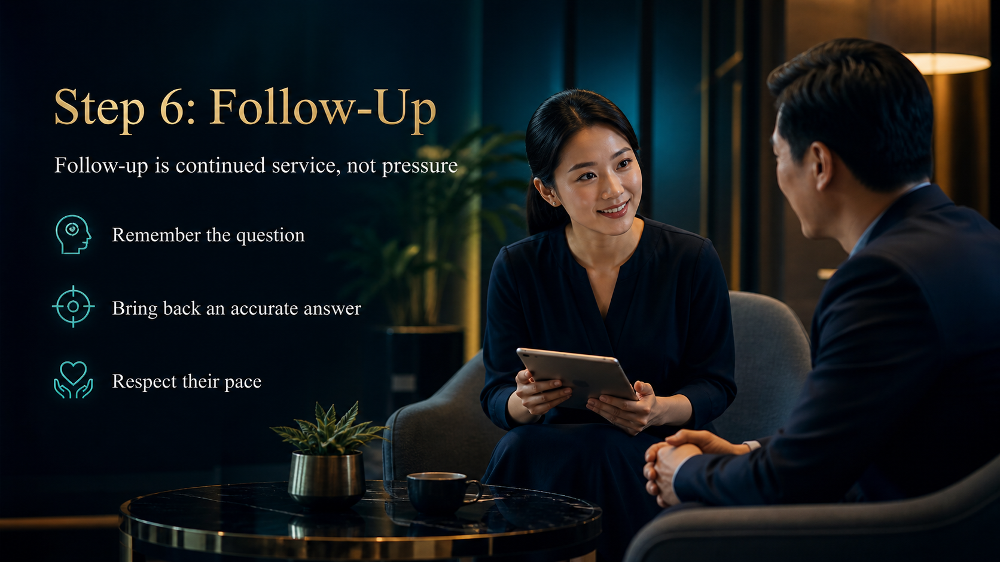 Step 6: Follow-Up
Follow-up is continued service, not pressure
Remember the question
Bring back an accurate answer
Respect their pace